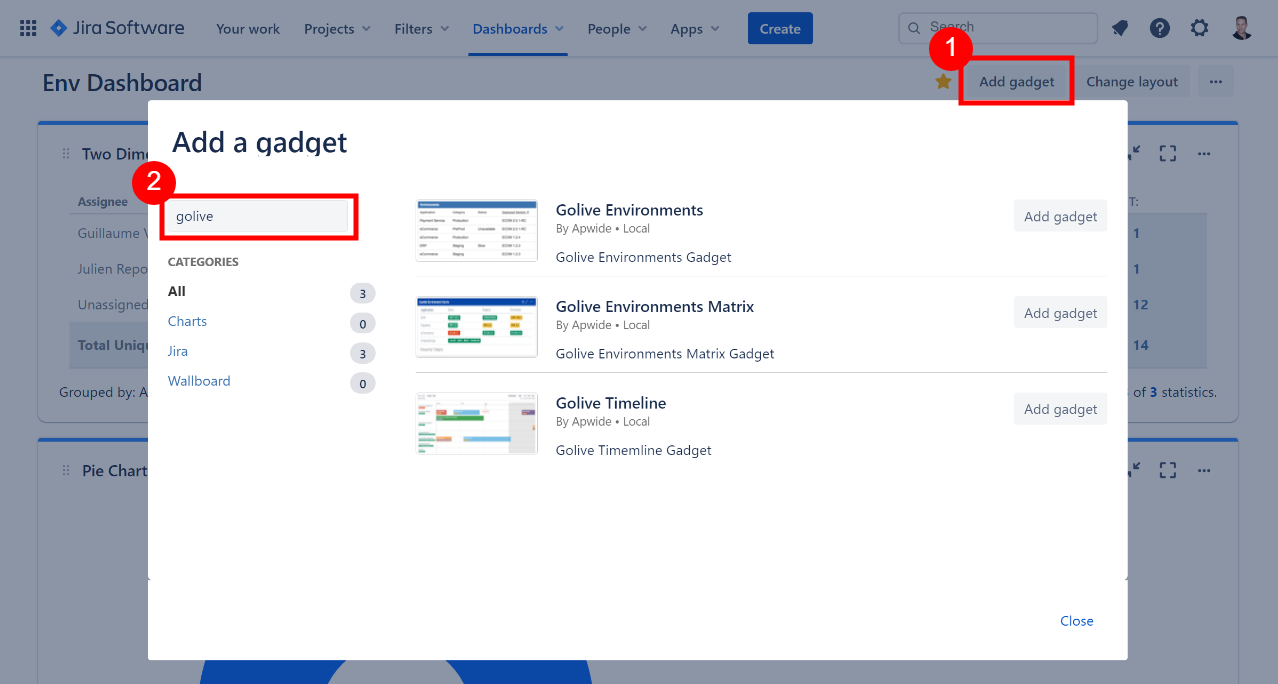 Jira Software
Your work
Projects
Filters
Dashboards
People
Apps
Create
Search
1
Env Dashboard
Add gadget
Change layout
Add a gadget
Two Dime
2
Assignee
T:
golive
Golive Environments
Add gadget
By Apwide • Local
Guillaume V
1
Golive Environments Gadget
CATEGORIES
Julien Repo
1
All
3
Unassigned
12
Golive Environments Matrix
Add gadget
Charts
0
By Apwide • Local
Total Uniqu
14
Jira
3
Golive Environments Matrix Gadget
Wallboard
0
Grouped by: A
of 3 statistics.
Golive Timeline
Add gadget
By Apwide • Local
Golive Timemline Gadget
Pie Chart
Close